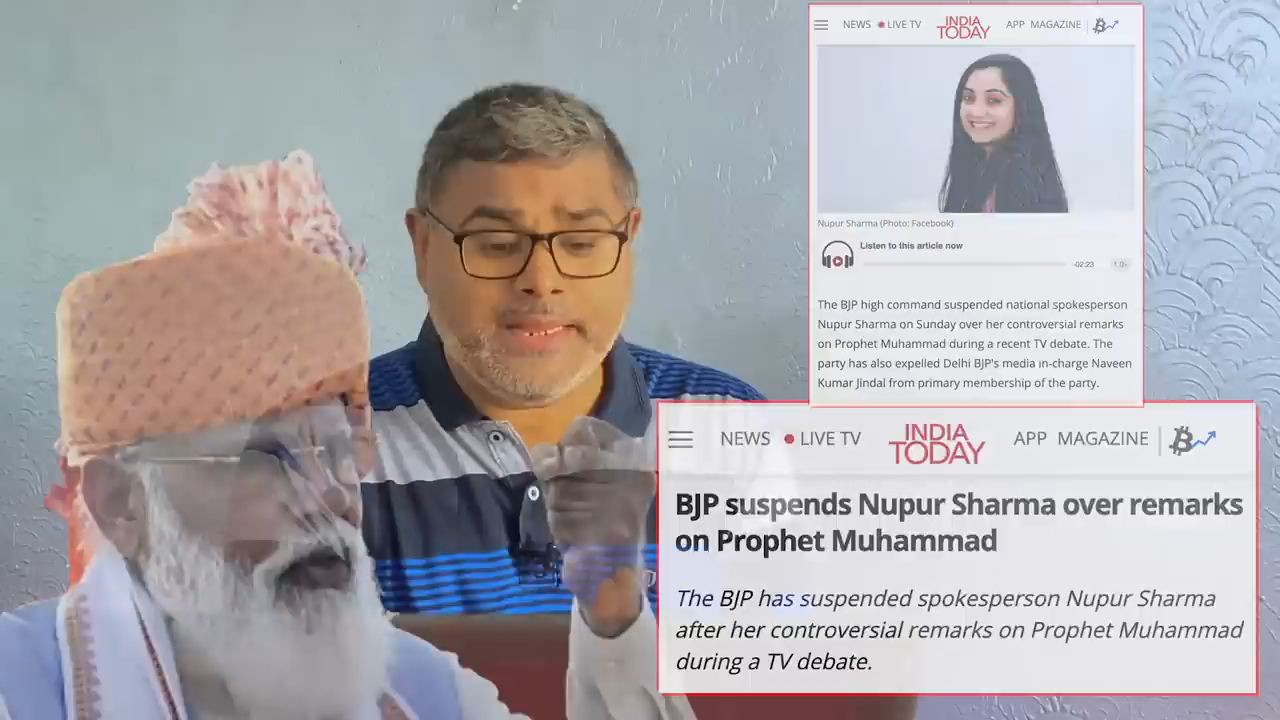 NEWS LIVE TV INDIA TODAY APP MAGAZINE
Nupur Sharma (Photo: Facebook)
Listen to this article now
-02:23 1.0x
The BJP high command suspended national spokesperson
Nupur Sharma on Sunday over her controversial remarks
on Prophet Muhammad during a recent TV debate. The
party has also expelled Delhi BJP's media in-charge Naveen
Kumar Jindal from primary membership of the party.
NEWS LIVE TV INDIA TODAY APP MAGAZINE
BJP suspends Nupur Sharma over remarks
on Prophet Muhammad
The BJP has suspended spokesperson Nupur Sharma
after her controversial remarks on Prophet Muhammad
during a TV debate.